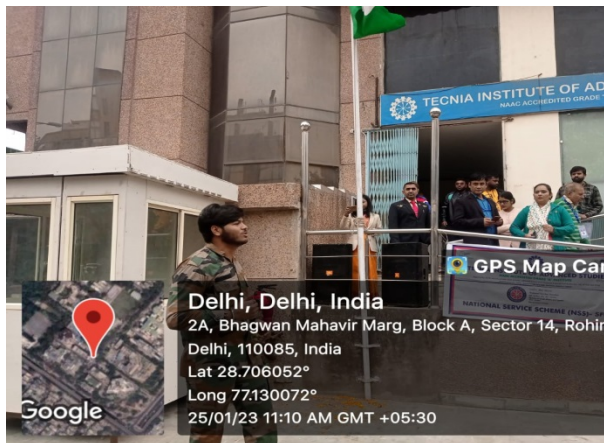 TECNIA INSTITUTE OF AD
NAAC ACCREDITED GRADE
GPS Map Car
NATIONAL SERVICE SCHEME (NSS)
Delhi, Delhi, India
2A, Bhagwan Mahavir Marg, Block A, Sector 14, Rohin
Delhi, 110085, India
Lat 28.706052°
Long 77.130072°
25/01/23 11:10 AM GMT +05:30
Google